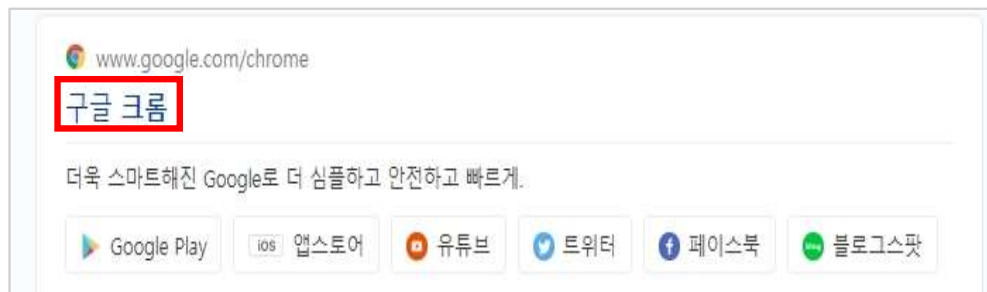 www.google.com/chrome
구글 크롬
더욱 스마트해진 Google로 더 심플하고 안전하고 빠르게.
Google Play iOS 앱스토어 유튜브 트위터 페이스북 블로그스팟